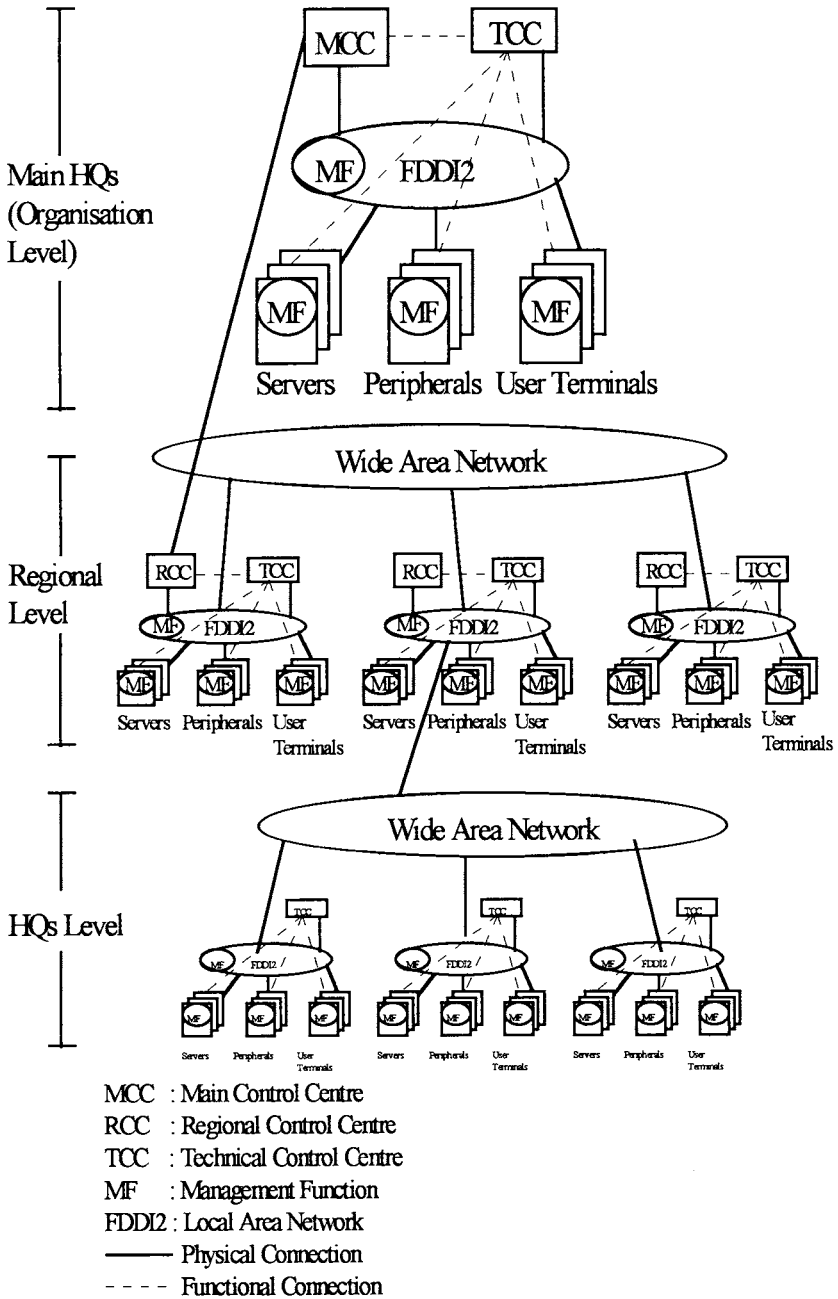 MCC
TCC
MF
FDDI2
Main HQs
(Organisation
Level)
MF
MF
MF
Servers
Peripherals
User Terminals
Wide Area Network
Regional
Level
RCC
TCC
RCC
TCC
RCC
TCC
MF
FDDI2
MF
FDDI2
MF
FDDI2
MF
MF
MF
MF
MF
MF
MF
MF
MF
Servers
Peripherals
User
Terminals
Servers
Peripherals
User
Terminals
Servers
Peripherals
User
Terminals
Wide Area Network
HQs Level
TCC
TCC
TCC
MF
FDDI2
MF
FDDI2
MF
FDDI2
MF
MF
MF
MF
MF
MF
MF
MF
MF
Servers
Peripherals
User
Terminals
Servers
Peripherals
User
Terminals
Servers
Peripherals
User
Terminals
MCC : Main Control Centre
RCC : Regional Control Centre
TCC : Technical Control Centre
MF : Management Function
FDDI2 : Local Area Network
Physical Connection
Functional Connection